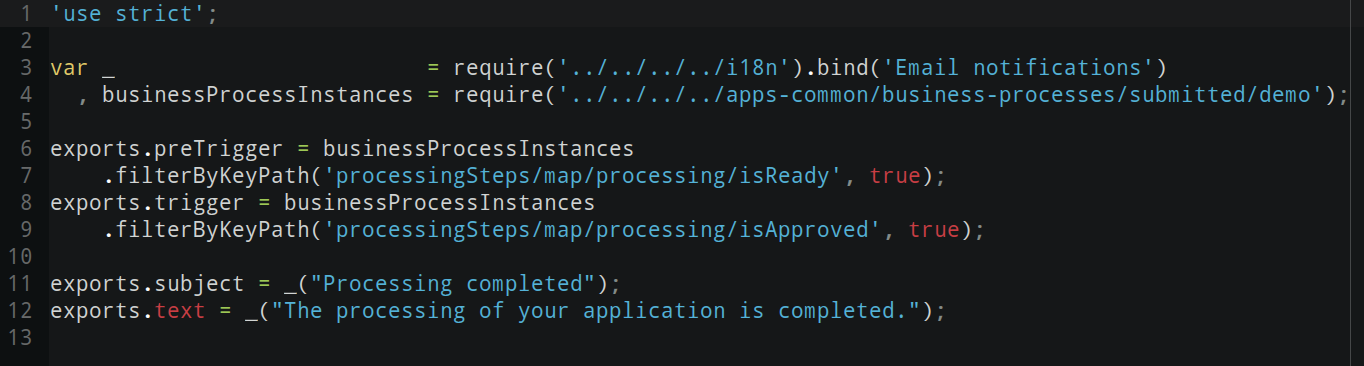 1 'use strict';
2
3 var _                        = require('../../../../i18n').bind('Email notifications')
4   , businessProcessInstances = require('../../../../apps-common/business-processes/submitted/demo');
5
6 exports.preTrigger = businessProcessInstances
7     .filterByKeyPath('processingSteps/map/processing/isReady', true);
8 exports.trigger = businessProcessInstances
9     .filterByKeyPath('processingSteps/map/processing/isApproved', true);
10
11 exports.subject = _("Processing completed");
12 exports.text = _("The processing of your application is completed.");
13